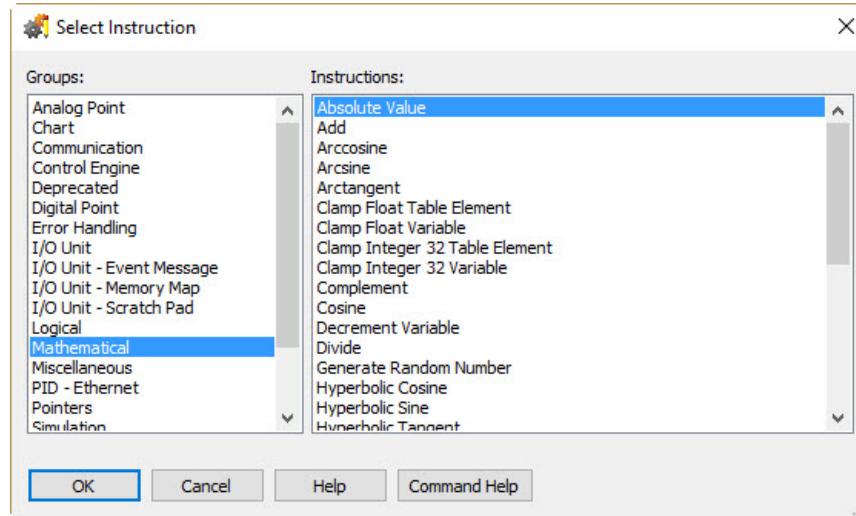 Select Instruction
Groups:
Analog Point
Chart
Communication
Control Engine
Deprecated
Digital Point
Error Handling
I/O Unit
I/O Unit - Event Message
I/O Unit - Memory Map
I/O Unit - Scratch Pad
Logical
Mathematical
Miscellaneous
PID - Ethernet
Pointers
Simulation
Instructions:
Absolute Value
Add
Arccosine
Arcsine
Arctangent
Clamp Float Table Element
Clamp Float Variable
Clamp Integer 32 Table Element
Clamp Integer 32 Variable
Complement
Cosine
Decrement Variable
Divide
Generate Random Number
Hyperbolic Cosine
Hyperbolic Sine
Hyperbolic Tangent
OK Cancel Help Command Help